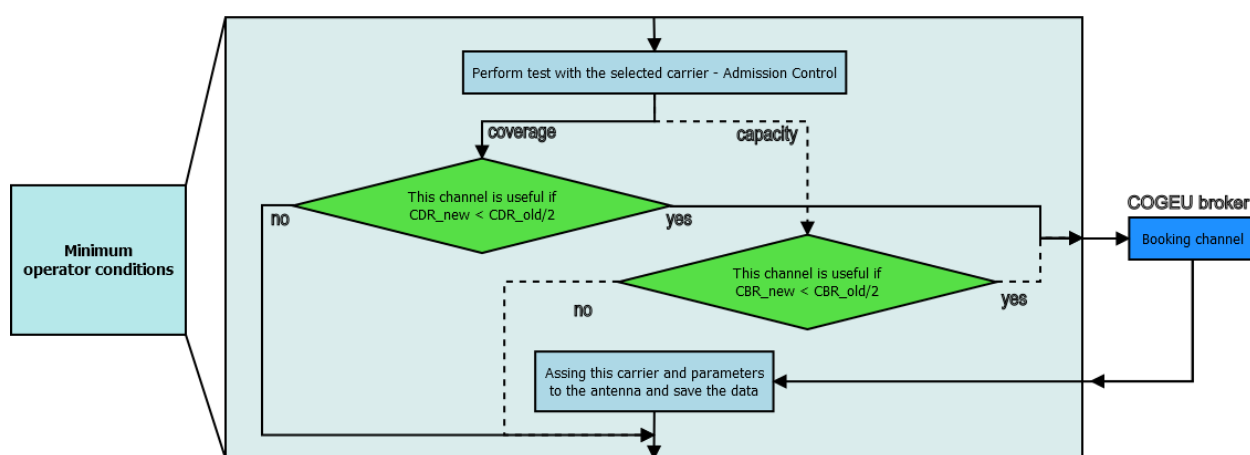 Perform test with the selected carrier - Admission Control
coverage
capacity
This channel is useful if
CDR_new < CDR_old/2
no
yes
COGEU broker
Booking channel
Minimum
operator conditions
This channel is useful if
CBR_new < CBR_old/2
no
yes
Assing this carrier and parameters
to the antenna and save the data